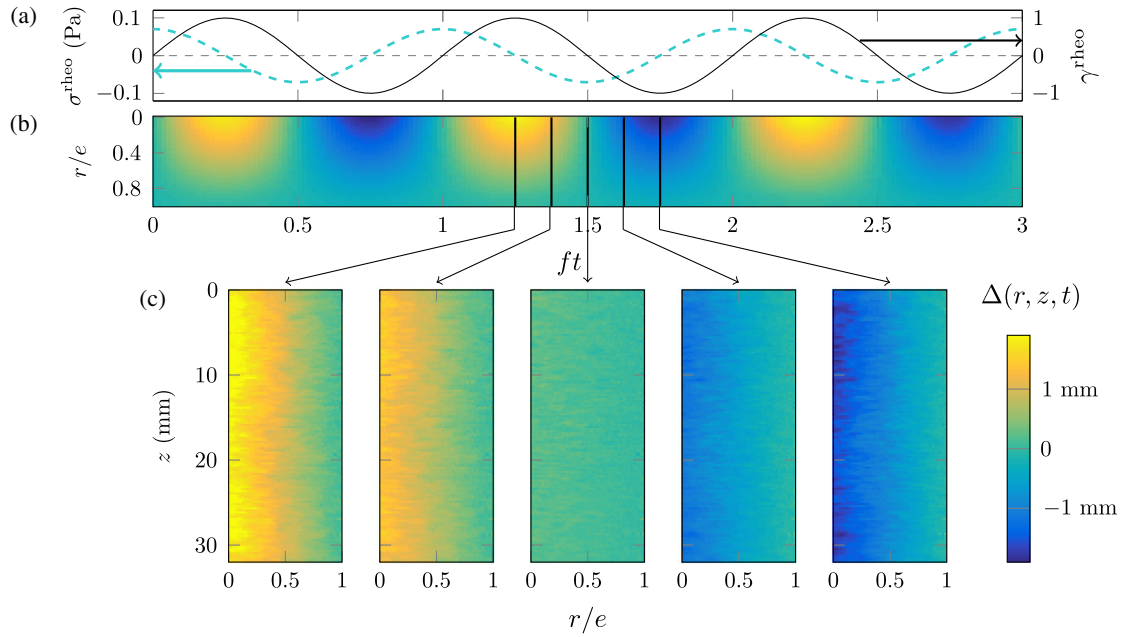 (a)
0.1
0
−0.1
σ^rheo (Pa)
1
0
−1
γ^rheo
(b)
0
0.4
0.8
r/e
0 0.5 1 1.5 2 2.5 3
ft
(c)
0
10
20
30
z (mm)
0 0.5 1
0 0.5 1
0 0.5 1
0 0.5 1
0 0.5 1
r/e
Δ(r, z, t)
1 mm
0
−1 mm